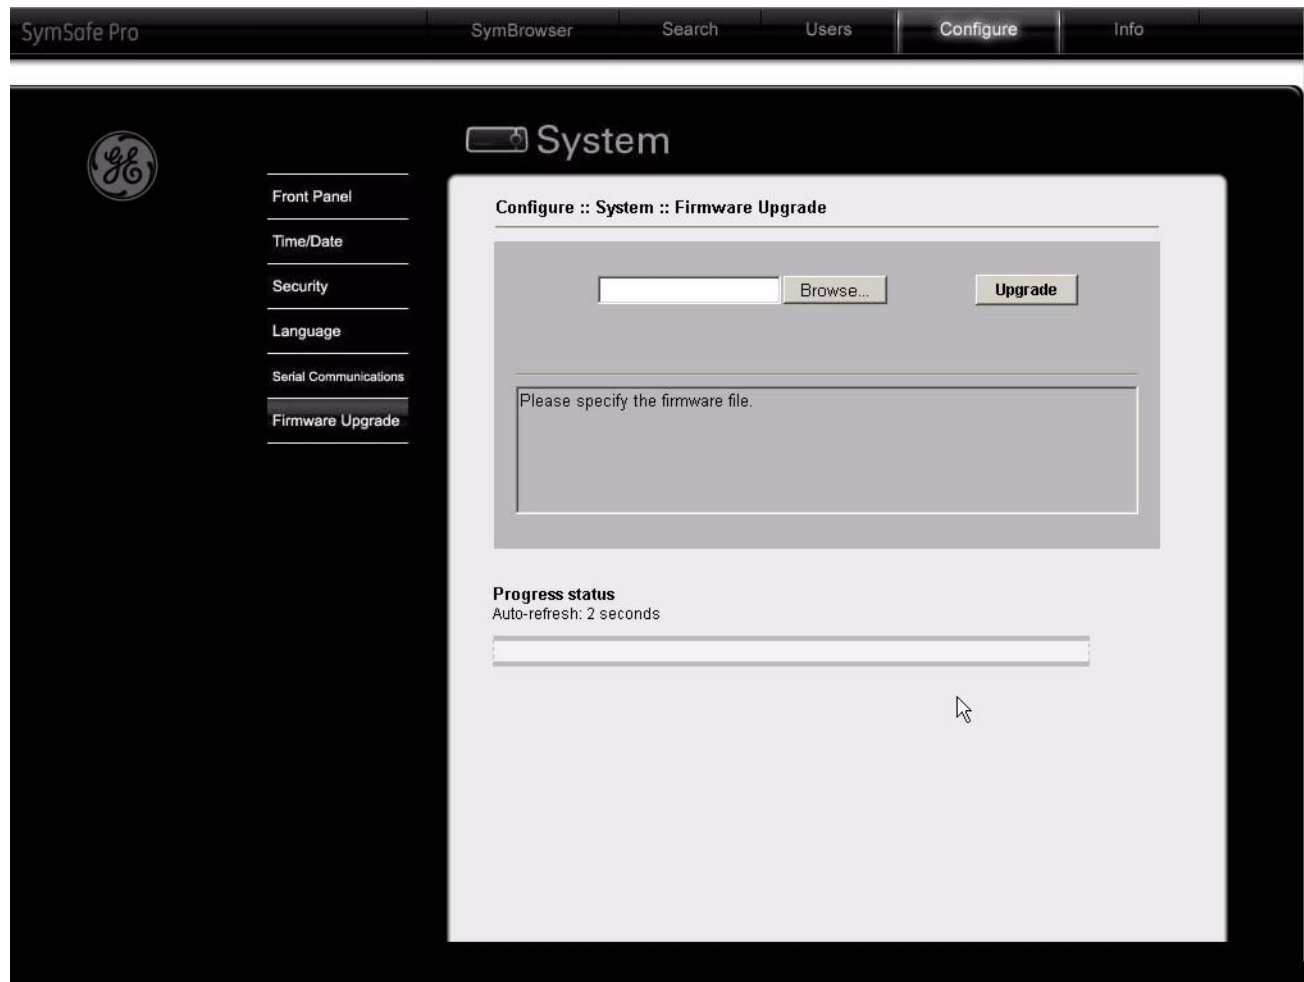 SymSafe Pro
SymBrowser Search Users Configure Info
GE
System
Front Panel
Time/Date
Security
Language
Serial Communications
Firmware Upgrade
Configure :: System :: Firmware Upgrade
Browse... Upgrade
Please specify the firmware file.
Progress status
Auto-refresh: 2 seconds